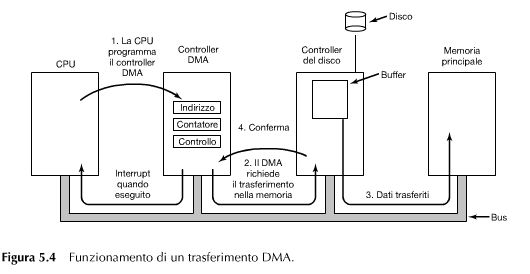 Disco
1. La CPU
programma
il controller
DMA
CPU
Controller
DMA
Controller
del disco
Memoria
principale
Buffer
Indirizzo
Contatore
Controllo
4. Conferma
Interrupt
quando
eseguito
2. Il DMA
richiede
il trasferimento
nella memoria
3. Dati trasferiti
Bus
Figura 5.4 Funzionamento di un trasferimento DMA.